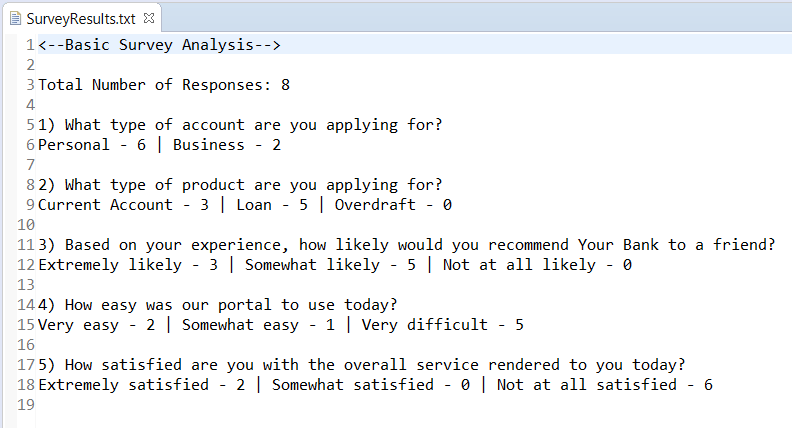 SurveyResults.txt
1 <--Basic Survey Analysis-->
2
3 Total Number of Responses: 8
4
5 1) What type of account are you applying for?
6 Personal - 6 | Business - 2
7
8 2) What type of product are you applying for?
9 Current Account - 3 | Loan - 5 | Overdraft - 0
10
11 3) Based on your experience, how likely would you recommend Your Bank to a friend?
12 Extremely likely - 3 | Somewhat likely - 5 | Not at all likely - 0
13
14 4) How easy was our portal to use today?
15 Very easy - 2 | Somewhat easy - 1 | Very difficult - 5
16
17 5) How satisfied are you with the overall service rendered to you today?
18 Extremely satisfied - 2 | Somewhat satisfied - 0 | Not at all satisfied - 6
19